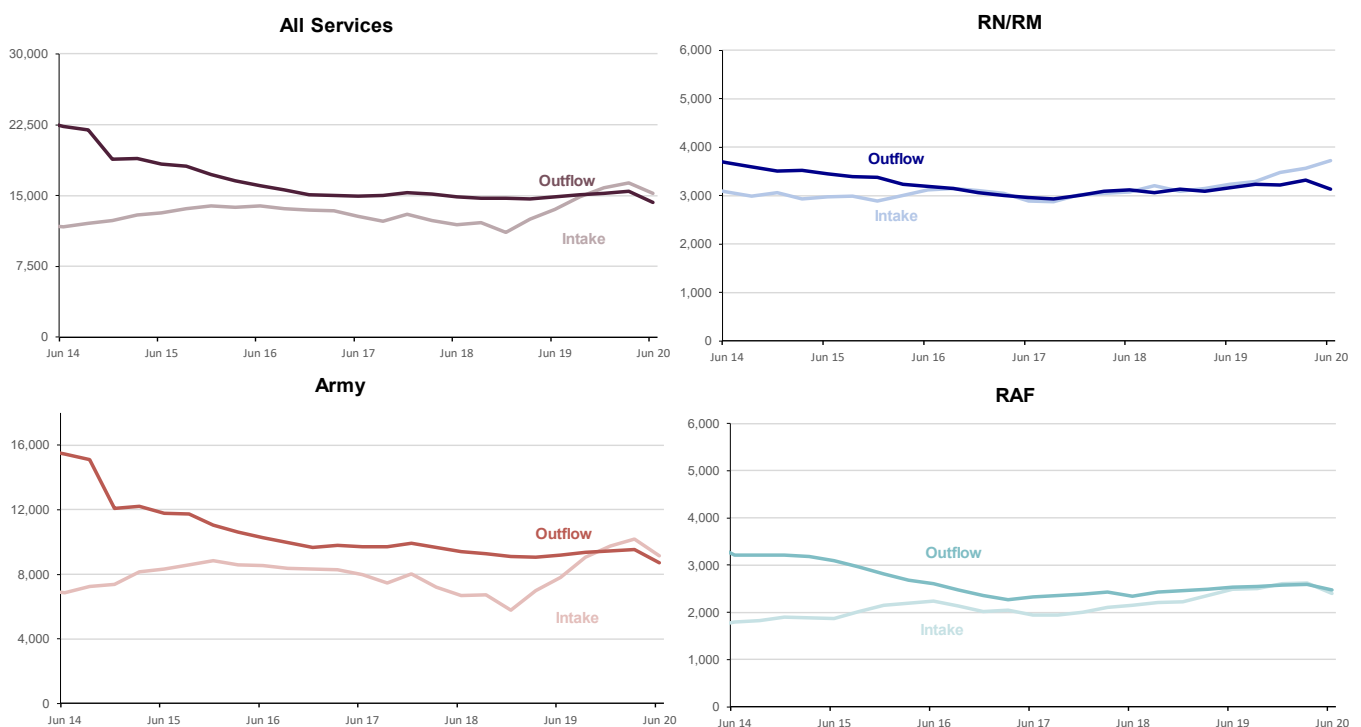 All Services
30,000
22,500
15,000
7,500
0
Outflow
Intake
Jun 14 Jun 15 Jun 16 Jun 17 Jun 18 Jun 19 Jun 20
RN/RM
6,000
5,000
4,000
3,000
2,000
1,000
0
Outflow
Intake
Jun 14 Jun 15 Jun 16 Jun 17 Jun 18 Jun 19 Jun 20
Army
16,000
12,000
8,000
4,000
0
Outflow
Intake
Jun 14 Jun 15 Jun 16 Jun 17 Jun 18 Jun 19 Jun 20
RAF
6,000
5,000
4,000
3,000
2,000
1,000
0
Outflow
Intake
Jun 14 Jun 15 Jun 16 Jun 17 Jun 18 Jun 19 Jun 20